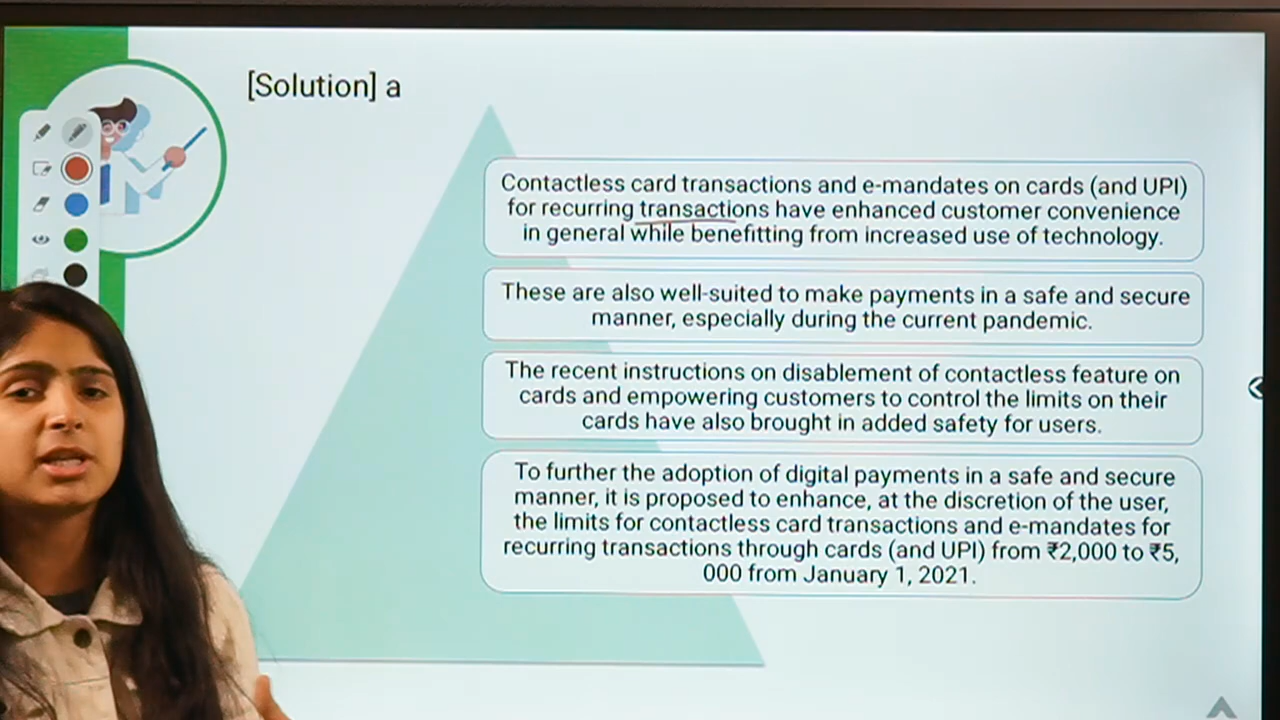 [Solution] a
Contactless card transactions and e-mandates on cards (and UPI)
for recurring transactions have enhanced customer convenience
in general while benefitting from increased use of technology.
These are also well-suited to make payments in a safe and secure
manner, especially during the current pandemic.
The recent instructions on disablement of contactless feature on
cards and empowering customers to control the limits on their
cards have also brought in added safety for users.
To further the adoption of digital payments in a safe and secure
manner, it is proposed to enhance, at the discretion of the user,
the limits for contactless card transactions and e-mandates for
recurring transactions through cards (and UPI) from ₹2,000 to ₹5,
000 from January 1, 2021.